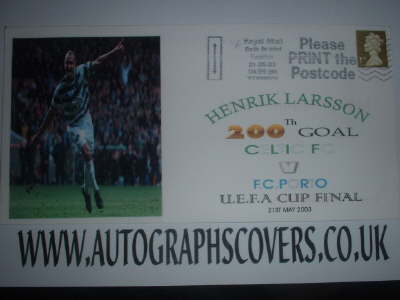 Royal Mail
Please
PRINT the
Postcode
HENRIK LARSSON
200Th GOAL
CELTIC FC
V
F.C. PORTO
U.E.F.A CUP FINAL
21ST MAY 2003
WWW.AUTOGRAPHSCOVERS.CO.UK